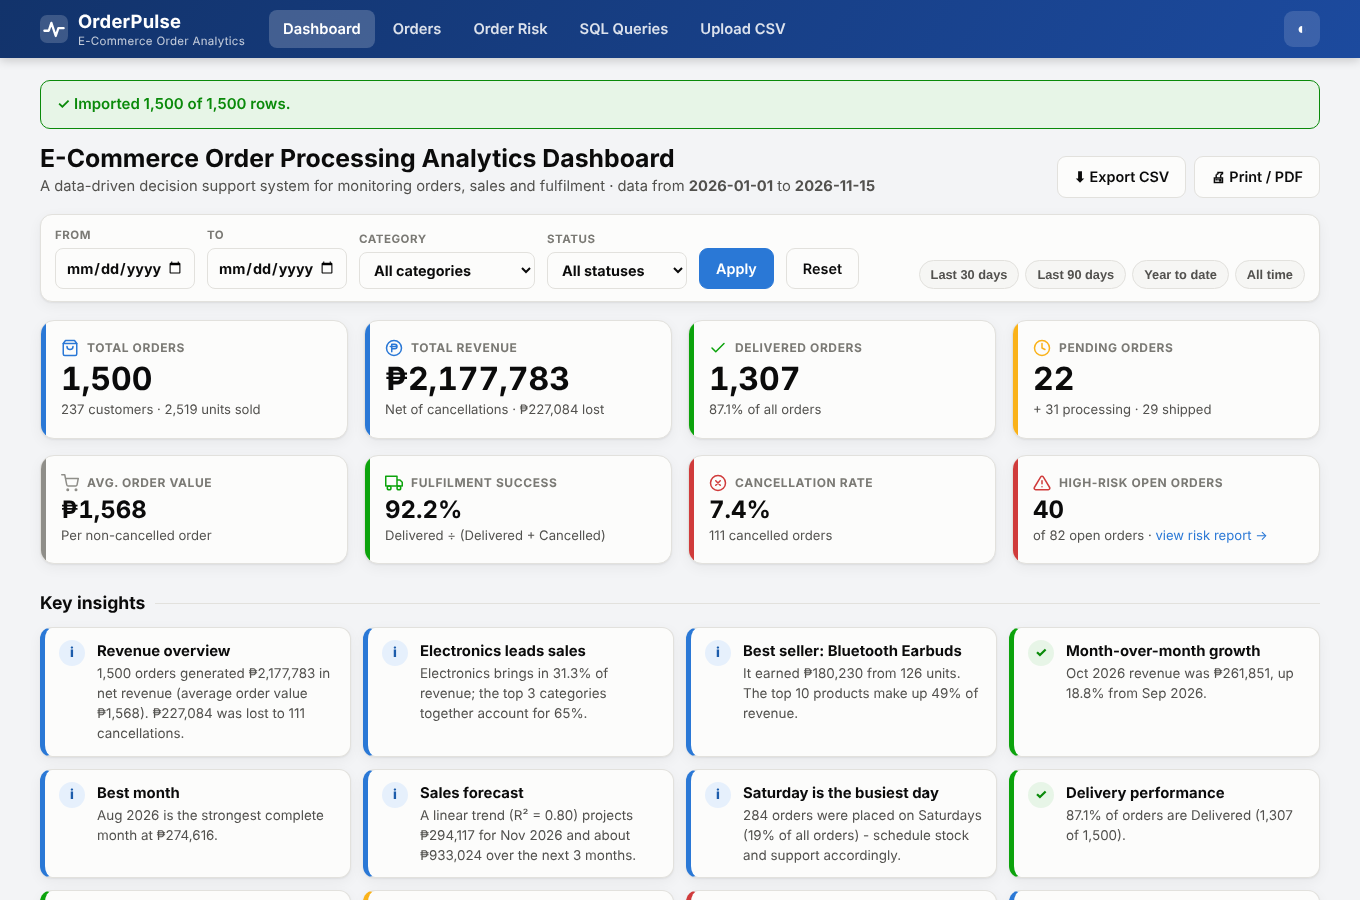 OrderPulse
E-Commerce Order Analytics
Dashboard
Orders
Order Risk
SQL Queries
Upload CSV
✓ Imported 1,500 of 1,500 rows.
E-Commerce Order Processing Analytics Dashboard
A data-driven decision support system for monitoring orders, sales and fulfilment · data from 2026-01-01 to 2026-11-15
⬇ Export CSV
🖨 Print / PDF
FROM
mm/dd/yyyy
TO
mm/dd/yyyy
CATEGORY
All categories
STATUS
All statuses
Apply
Reset
Last 30 days
Last 90 days
Year to date
All time
TOTAL ORDERS
1,500
237 customers · 2,519 units sold
TOTAL REVENUE
₱2,177,783
Net of cancellations · ₱227,084 lost
DELIVERED ORDERS
1,307
87.1% of all orders
PENDING ORDERS
22
+ 31 processing · 29 shipped
AVG. ORDER VALUE
₱1,568
Per non-cancelled order
FULFILMENT SUCCESS
92.2%
Delivered ÷ (Delivered + Cancelled)
CANCELLATION RATE
7.4%
111 cancelled orders
HIGH-RISK OPEN ORDERS
40
of 82 open orders · view risk report →
Key insights
Revenue overview
1,500 orders generated ₱2,177,783 in
net revenue (average order value
₱1,568). ₱227,084 was lost to 111
cancellations.
Electronics leads sales
Electronics brings in 31.3% of
revenue; the top 3 categories
together account for 65%.
Best seller: Bluetooth Earbuds
It earned ₱180,230 from 126 units.
The top 10 products make up 49% of
revenue.
Month-over-month growth
Oct 2026 revenue was ₱261,851, up
18.8% from Sep 2026.
Best month
Aug 2026 is the strongest complete
month at ₱274,616.
Sales forecast
A linear trend (R² = 0.80) projects
₱294,117 for Nov 2026 and about
₱933,024 over the next 3 months.
Saturday is the busiest day
284 orders were placed on Saturdays
(19% of all orders) - schedule stock
and support accordingly.
Delivery performance
87.1% of orders are Delivered (1,307
of 1,500).